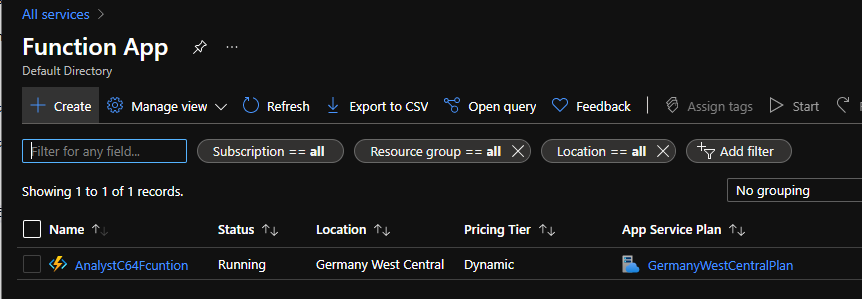 All services
Function App
Default Directory
Create Manage view Refresh Export to CSV Open query Feedback Assign tags Start
Filter for any field... Subscription == all Resource group == all Location == all Add filter
Showing 1 to 1 of 1 records.
No grouping
Name Status Location Pricing Tier App Service Plan
AnalystC64Fcuntion Running Germany West Central Dynamic GermanyWestCentralPlan